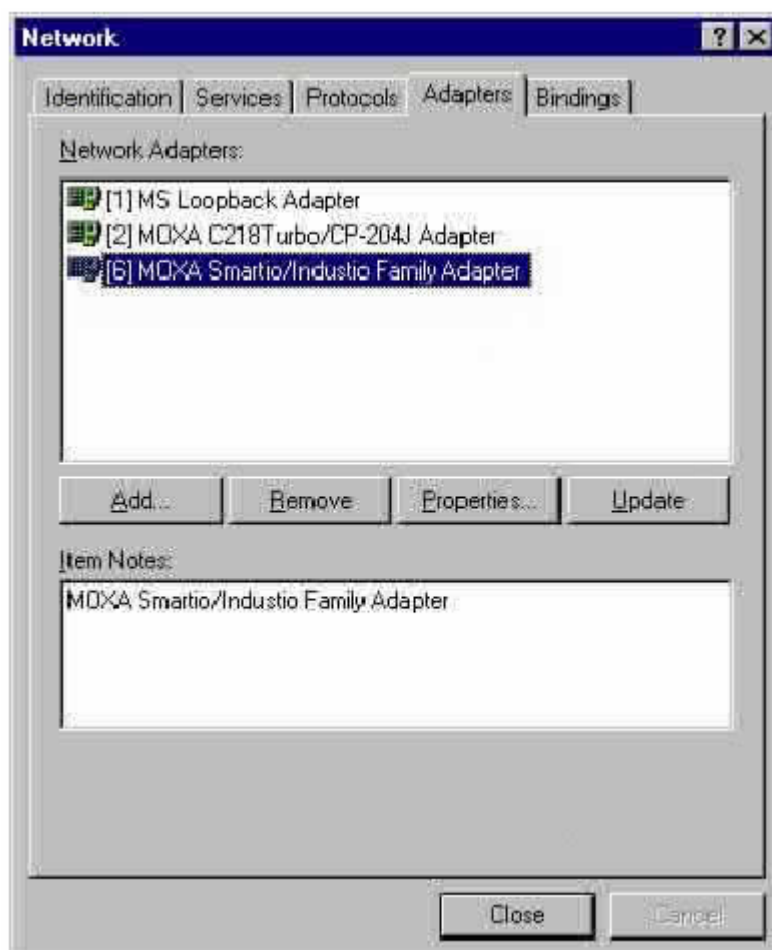 Network
Identification Services Protocols Adapters Bindings
Network Adapters:
[1] MS Loopback Adapter
[2] MOXA C218Turbo/CP-204J Adapter
[6] MOXA Smartio/Industio Family Adapter
Add... Remove Properties... Update
Item Notes:
MOXA Smartio/Industio Family Adapter
Close Cancel